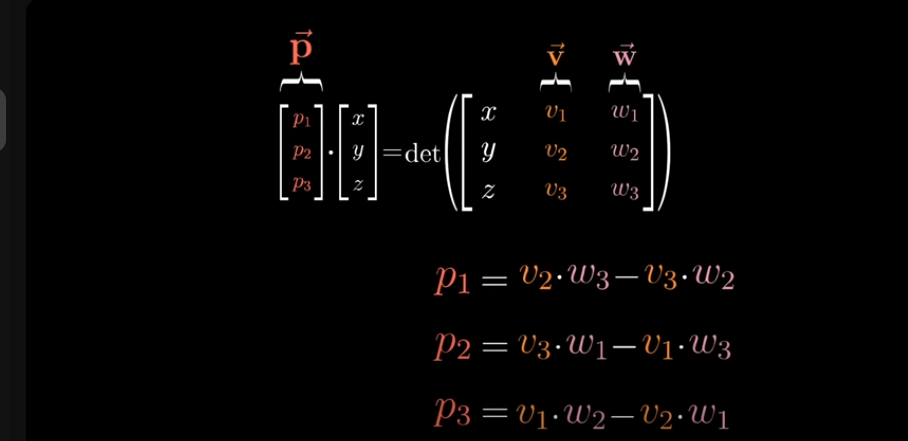 p⃗ v⃗ w⃗
[p₁ p₂ p₃] · [x y z] = det([x v₁ w₁
y v₂ w₂
z v₃ w₃])
p₁ = v₂·w₃ − v₃·w₂
p₂ = v₃·w₁ − v₁·w₃
p₃ = v₁·w₂ − v₂·w₁